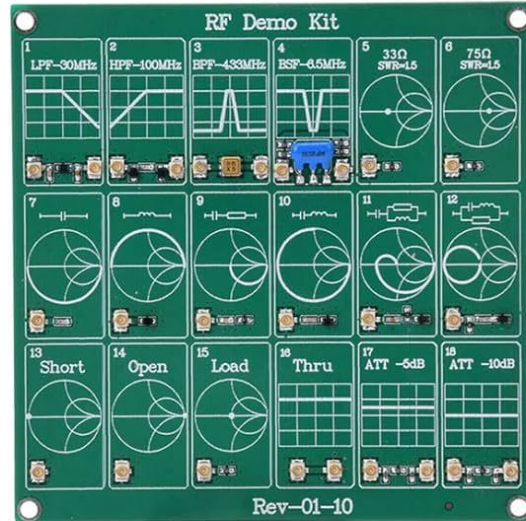 RF Demo Kit
1
LPF-30MHz
2
HPF-100MHz
3
BPF-433MHz
4
BSF-6.5MHz
5
33Ω
SWR=1.5
6
75Ω
SWR=1.5
7
8
9
10
11
12
13
Short
14
Open
15
Load
16
Thru
17
ATT -5dB
18
ATT -10dB
Rev-01-10